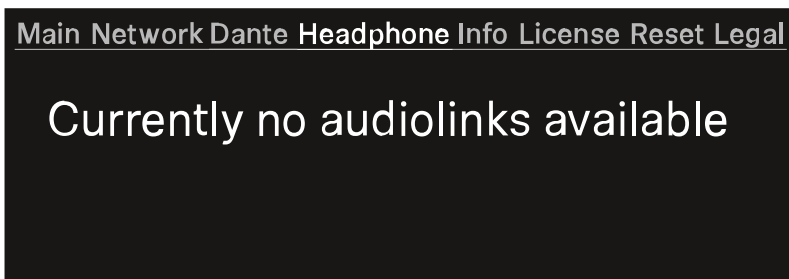 Main Network Dante Headphone Info License Reset Legal
Currently no audiolinks available